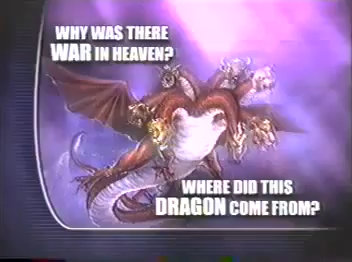 WHY WAS THERE
WAR IN HEAVEN?
WHERE DID THIS
DRAGON COME FROM?